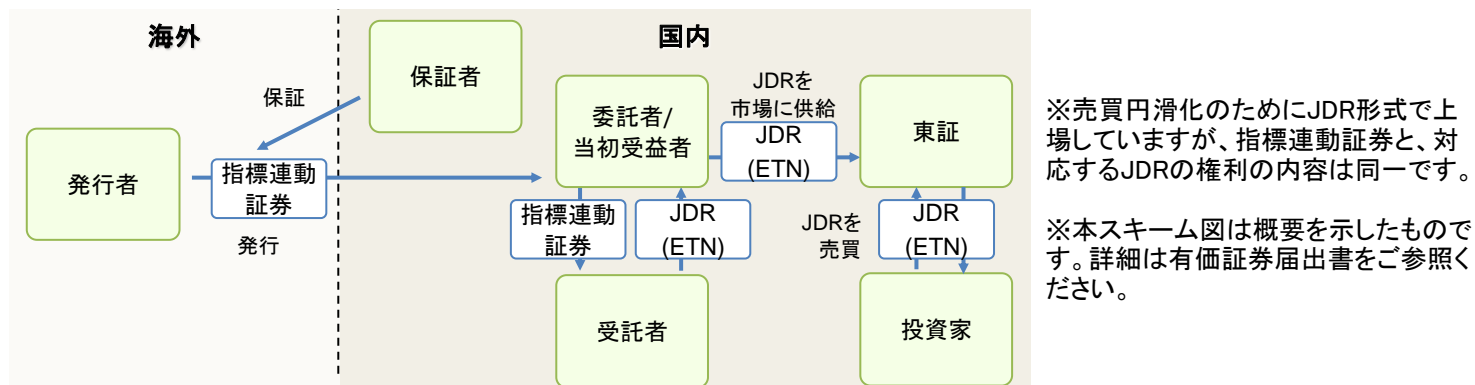 海外
国内
保証者
保証
発行者
指標連動
証券
発行
委託者/
当初受益者
JDRを
市場に供給
JDR
(ETN)
東証
指標連動
証券
JDR
(ETN)
JDRを
売買
JDR
(ETN)
受託者
投資家
※売買円滑化のためにJDR形式で上
場していますが、指標連動証券と、対
応するJDRの権利の内容は同一です。
※本スキーム図は概要を示したもので
す。詳細は有価証券届出書をご参照く
ださい。